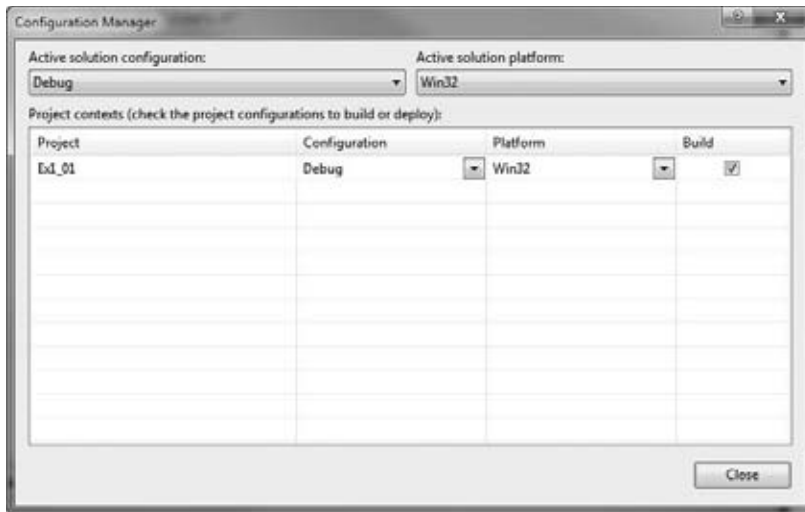 Configuration Manager
Active solution configuration: Active solution platform:
Debug Win32
Project contexts (check the project configurations to build or deploy):
Project Configuration Platform Build
Ex1_01 Debug Win32
Close